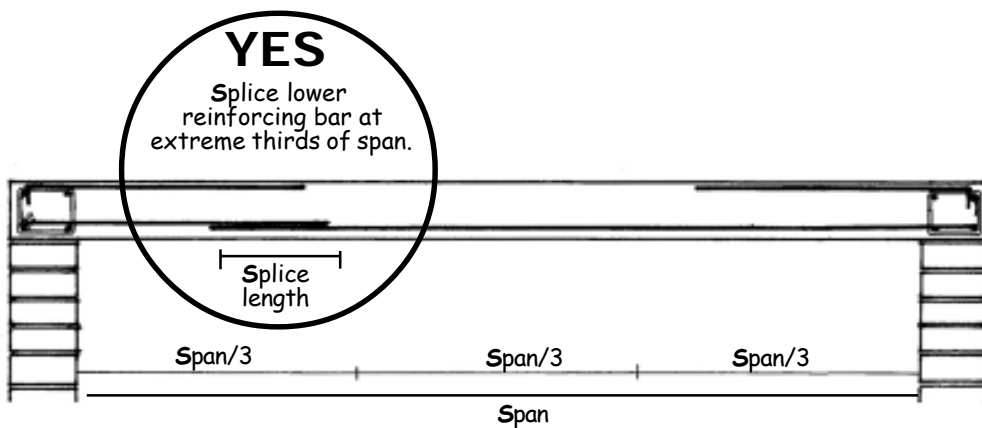 YES
Splice lower
reinforcing bar at
extreme thirds of span.
Splice
length
Span/3
Span/3
Span/3
Span